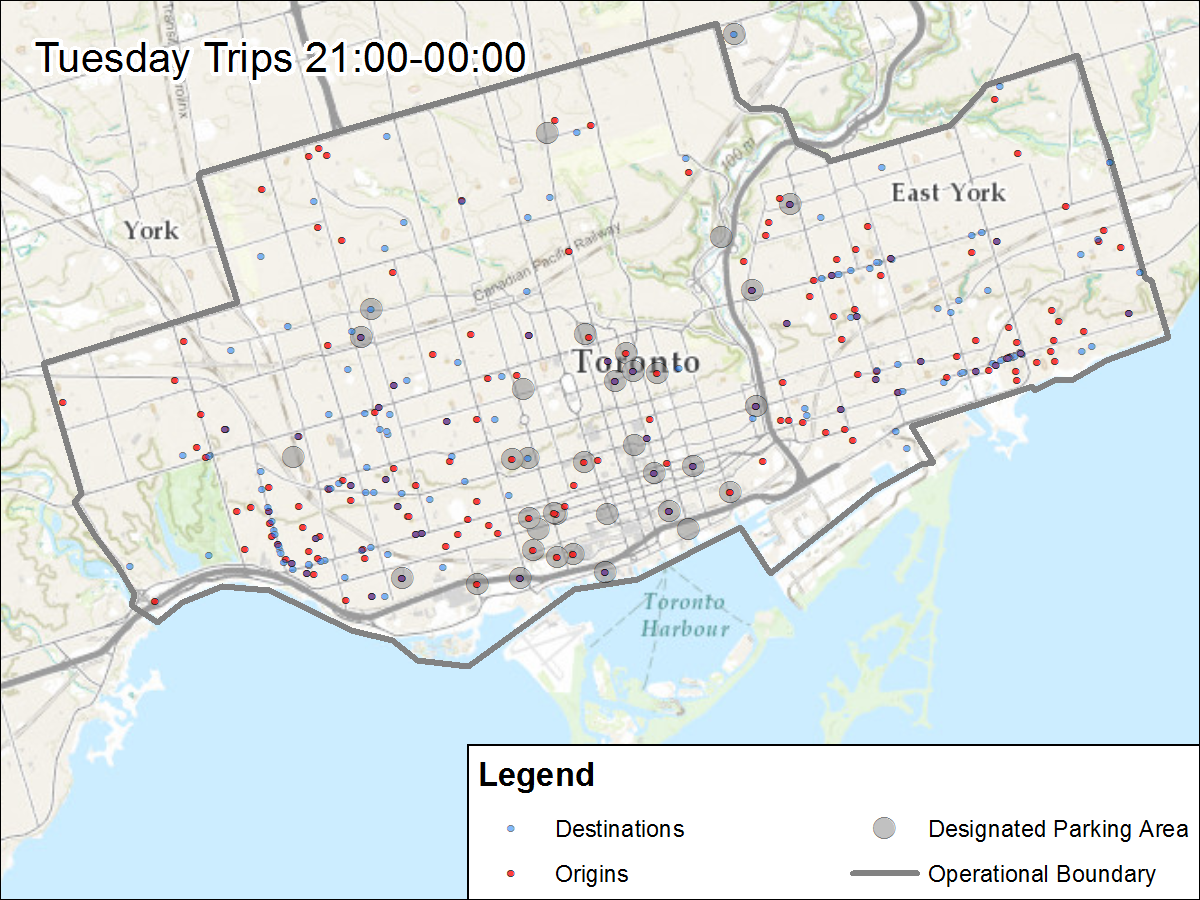 Tuesday Trips 21:00-00:00
100 m
East York
York
Canadian Pacific Railway
Toronto
Toronto
Harbour
Legend
Destinations
Designated Parking Area
Origins
Operational Boundary